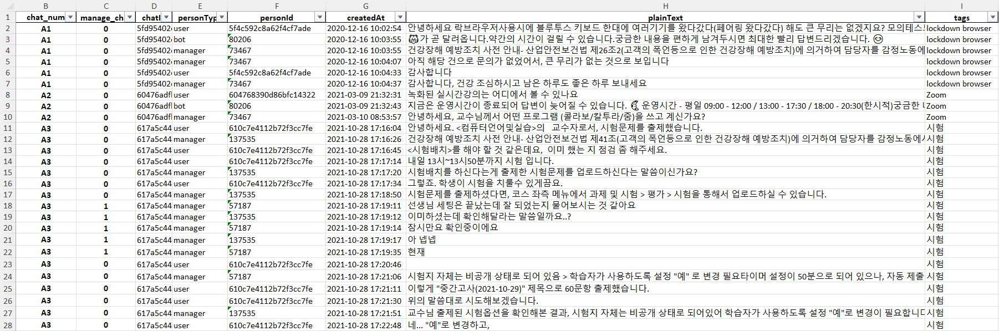 B C D E F G H I
1 chat_num manage_ch chatI personTyp personId createdAt plainText tags
2 A1 0 5fd95402 user 5f4c592c8a62f4cf7ade 2020-12-16 10:02:54 안녕하세요 락브라우저사용시에 블루투스 키보드 한대에 여러기기를 왔다갔다(페어링 왔다갔다) 해도 큰 무리는 없겠지요? 모의테스 lockdown browser
3 A1 0 5fd95402 bot 80206 2020-12-16 10:03:55 🐹가 곧 달려옵니다.약간의 시간이 걸릴 수 있습니다.궁금한 내용을 편하게 남겨두시면 최대한 빨리 답변드리겠습니다. 😊 lockdown browser
4 A1 0 5fd95402 manager 73467 2020-12-16 10:03:55 건강장해 예방조치 사전 안내- 산업안전보건법 제26조2(고객의 폭언등으로 인한 건강장해 예방조치)에 의거하여 담당자를 감정노동에 lockdown browser
5 A1 0 5fd95402 manager 73467 2020-12-16 10:04:07 아직 해당 건으로 문의가 없었어서, 큰 무리가 없는 것으로 보입니다 lockdown browser
6 A1 0 5fd95402 user 5f4c592c8a62f4cf7ade 2020-12-16 10:04:33 감사합니다 lockdown browser
7 A1 0 5fd95402 manager 73467 2020-12-16 10:04:37 감사합니다, 건강 조심하시고 남은 하루도 좋은 하루 보내세요 lockdown browser
8 A2 0 60476adf user 604768390d86bfc14322 2021-03-09 21:32:31 녹화된 실시간강의는 어디에서 볼 수 있나요 Zoom
9 A2 0 60476adf bot 80206 2021-03-09 21:32:43 지금은 운영시간이 종료되어 답변이 늦어질 수 있습니다. 🌜 운영시간 - 평일 09:00 - 12:00 / 13:00 - 17:30 / 18:00 - 20:30(한시적)궁금한 Zoom
10 A2 0 60476adf manager 73467 2021-03-10 08:53:57 안녕하세요, 교수님께서 어떤 프로그램 (콜라보/칼투라/줌)을 쓰고 계신가요? Zoom
11 A3 0 617a5c44 user 610c7e4112b72f3cc7fe 2021-10-28 17:16:04 안녕하세요. <컴퓨터언어및실습>의 교수자로서, 시험문제를 출제했습니다. 시험
12 A3 0 617a5c44 manager 137535 2021-10-28 17:16:26 건강장해 예방조치 사전 안내- 산업안전보건법 제41조(고객의 폭언등으로 인한 건강장해 예방조치)에 의거하여 담당자를 감정노동에서 시험
13 A3 0 617a5c44 user 610c7e4112b72f3cc7fe 2021-10-28 17:16:45 <시험배치>를 해야 할 것 같은데요, 이미 했는 지 점검 좀 해주세요. 시험
14 A3 0 617a5c44 user 610c7e4112b72f3cc7fe 2021-10-28 17:17:14 내일 13시~13시50분까지 시험 입니다. 시험
15 A3 0 617a5c44 manager 137535 2021-10-28 17:17:20 시험배치를 하신다는게 출제한 시험문제를 업로드하신다는 말씀이신가요? 시험
16 A3 0 617a5c44 user 610c7e4112b72f3cc7fe 2021-10-28 17:17:34 그렇죠. 학생이 시험을 치룰수 있게끔요. 시험
17 A3 0 617a5c44 manager 137535 2021-10-28 17:18:50 시험문제를 출제하셨다면, 코스 좌측 메뉴에서 과제 및 시험 > 평가 > 시험을 통해서 업로드하실 수 있습니다. 시험
18 A3 1 617a5c44 manager 57187 2021-10-28 17:19:11 선생님 세팅은 끝났는데 잘 되었는지 물어보시는 것 같아요 시험
19 A3 1 617a5c44 manager 137535 2021-10-28 17:19:12 이미하셨는데 확인해달라는 말씀일까요..? 시험
20 A3 1 617a5c44 manager 57187 2021-10-28 17:19:14 잠시만요 확인중이에요 시험
21 A3 1 617a5c44 manager 137535 2021-10-28 17:19:17 아 넵넵 시험
22 A3 1 617a5c44 manager 57187 2021-10-28 17:19:35 현재 시험
23 A3 0 617a5c44 user 610c7e4112b72f3cc7fe 2021-10-28 17:20:46 시험
24 A3 0 617a5c44 manager 57187 2021-10-28 17:21:06 시험지 자체는 비공개 상태로 되어 있음 > 학습자가 사용하도록 설정 "예" 로 변경 필요타이머 설정이 50분으로 되어 있으나, 자동 제출 시험
25 A3 0 617a5c44 user 610c7e4112b72f3cc7fe 2021-10-28 17:21:11 이렇게 "중간고사(2021-10-29)" 제목으로 60문항 출제했습니다. 시험
26 A3 0 617a5c44 user 610c7e4112b72f3cc7fe 2021-10-28 17:21:30 위의 말씀대로 시도해보겠습니다. 시험
27 A3 0 617a5c44 manager 137535 2021-10-28 17:21:51 교수님 출제된 시험옵션을 확인해본 결과, 시험지 자체는 비공개 상태로 되어있어 학습자가 사용하도록 설정 "예"로 변경이 필요합니다 시험
28 A3 0 617a5c44 user 610c7e4112b72f3cc7fe 2021-10-28 17:22:48 네... "예"로 변경하고, 시험